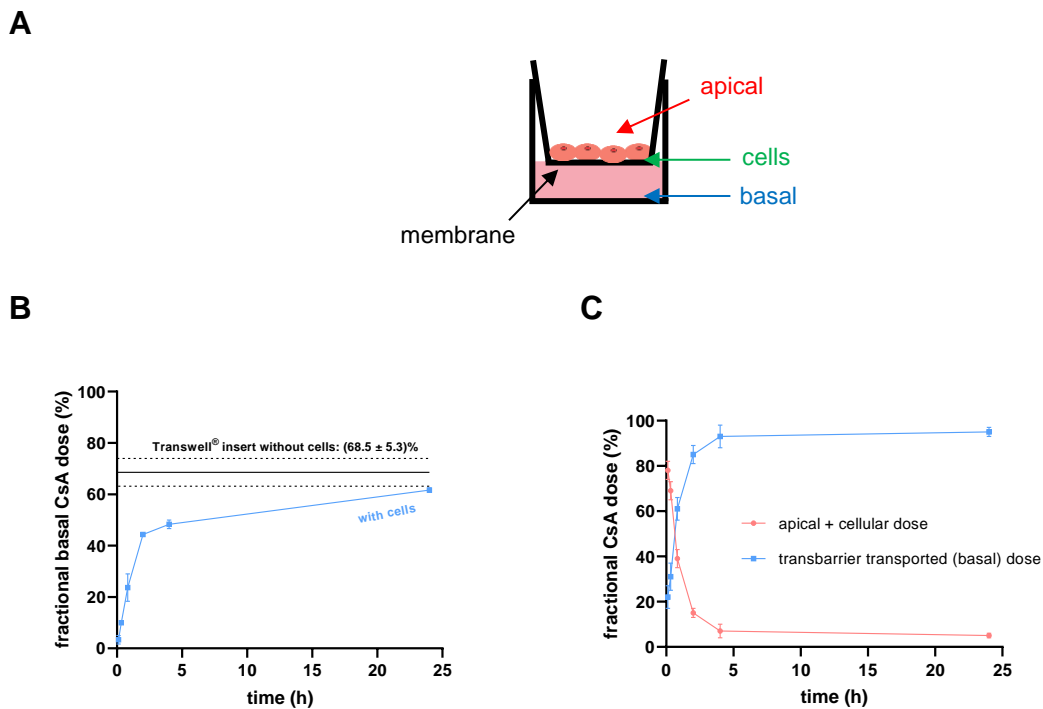 A
apical
cells
basal
membrane
B
fractional basal CsA dose (%)
100
80
60
40
20
0
Transwell® insert without cells: (68.5 ± 5.3)%
with cells
0 5 10 15 20 25
time (h)
C
fractional CsA dose (%)
100
80
60
40
20
0
apical + cellular dose
transbarrier transported (basal) dose
0 5 10 15 20 25
time (h)